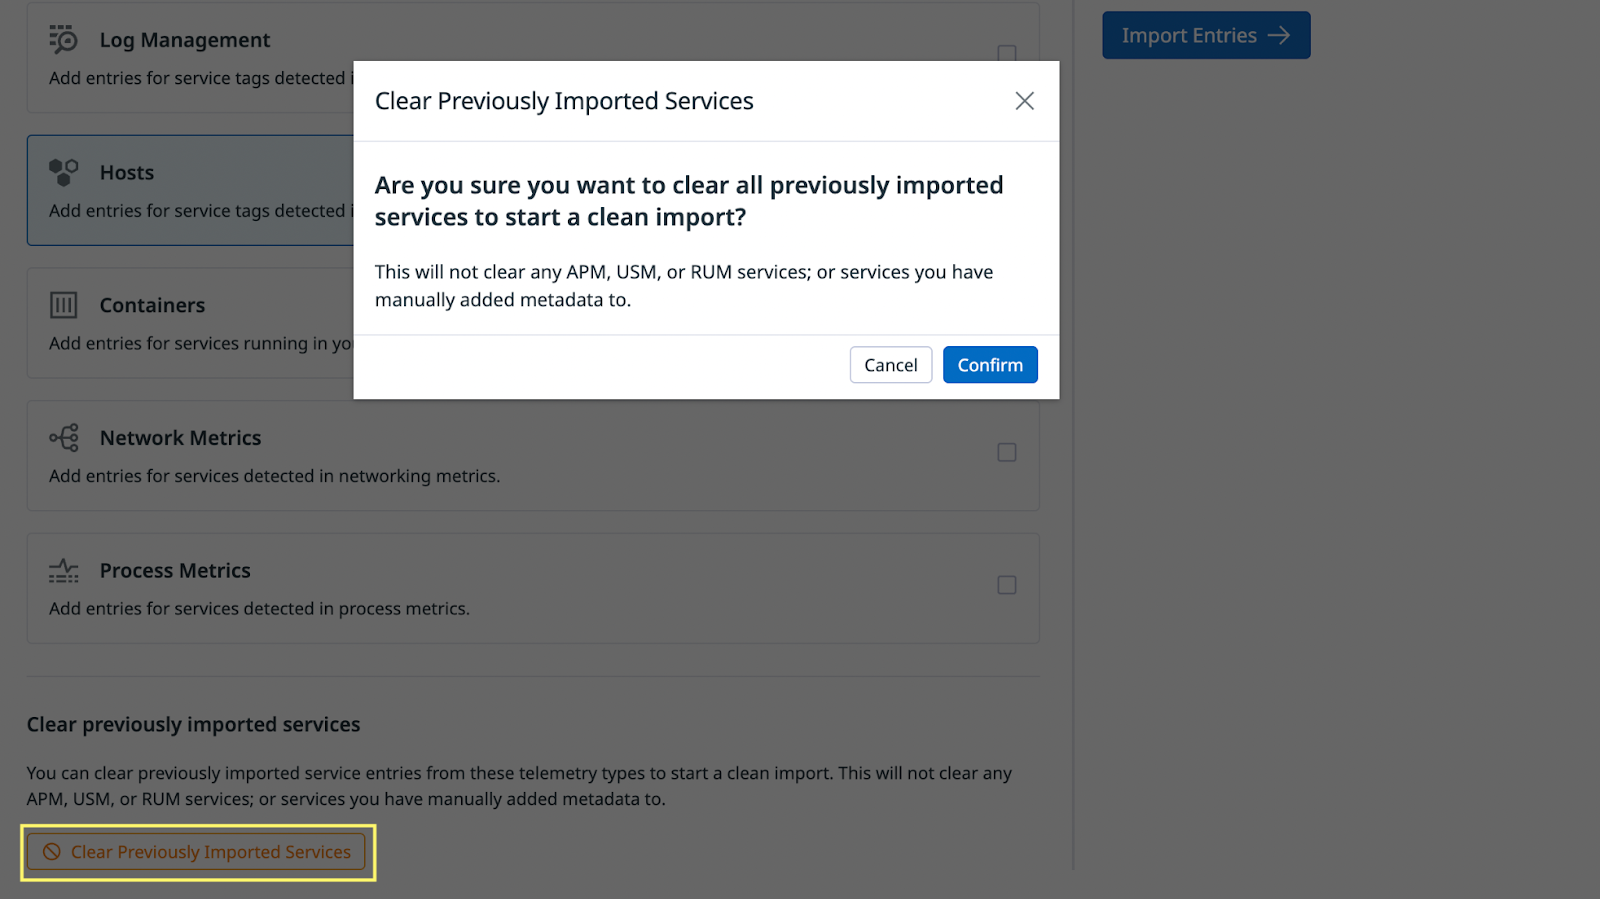 Log Management
Add entries for service tags detected i
Import Entries
Clear Previously Imported Services
Are you sure you want to clear all previously imported
services to start a clean import?
This will not clear any APM, USM, or RUM services; or services you have
manually added metadata to.
Cancel
Confirm
Hosts
Add entries for service tags detected i
Containers
Add entries for services running in yo
Network Metrics
Add entries for services detected in networking metrics.
Process Metrics
Add entries for services detected in process metrics.
Clear previously imported services
You can clear previously imported service entries from these telemetry types to start a clean import. This will not clear any
APM, USM, or RUM services; or services you have manually added metadata to.
Clear Previously Imported Services